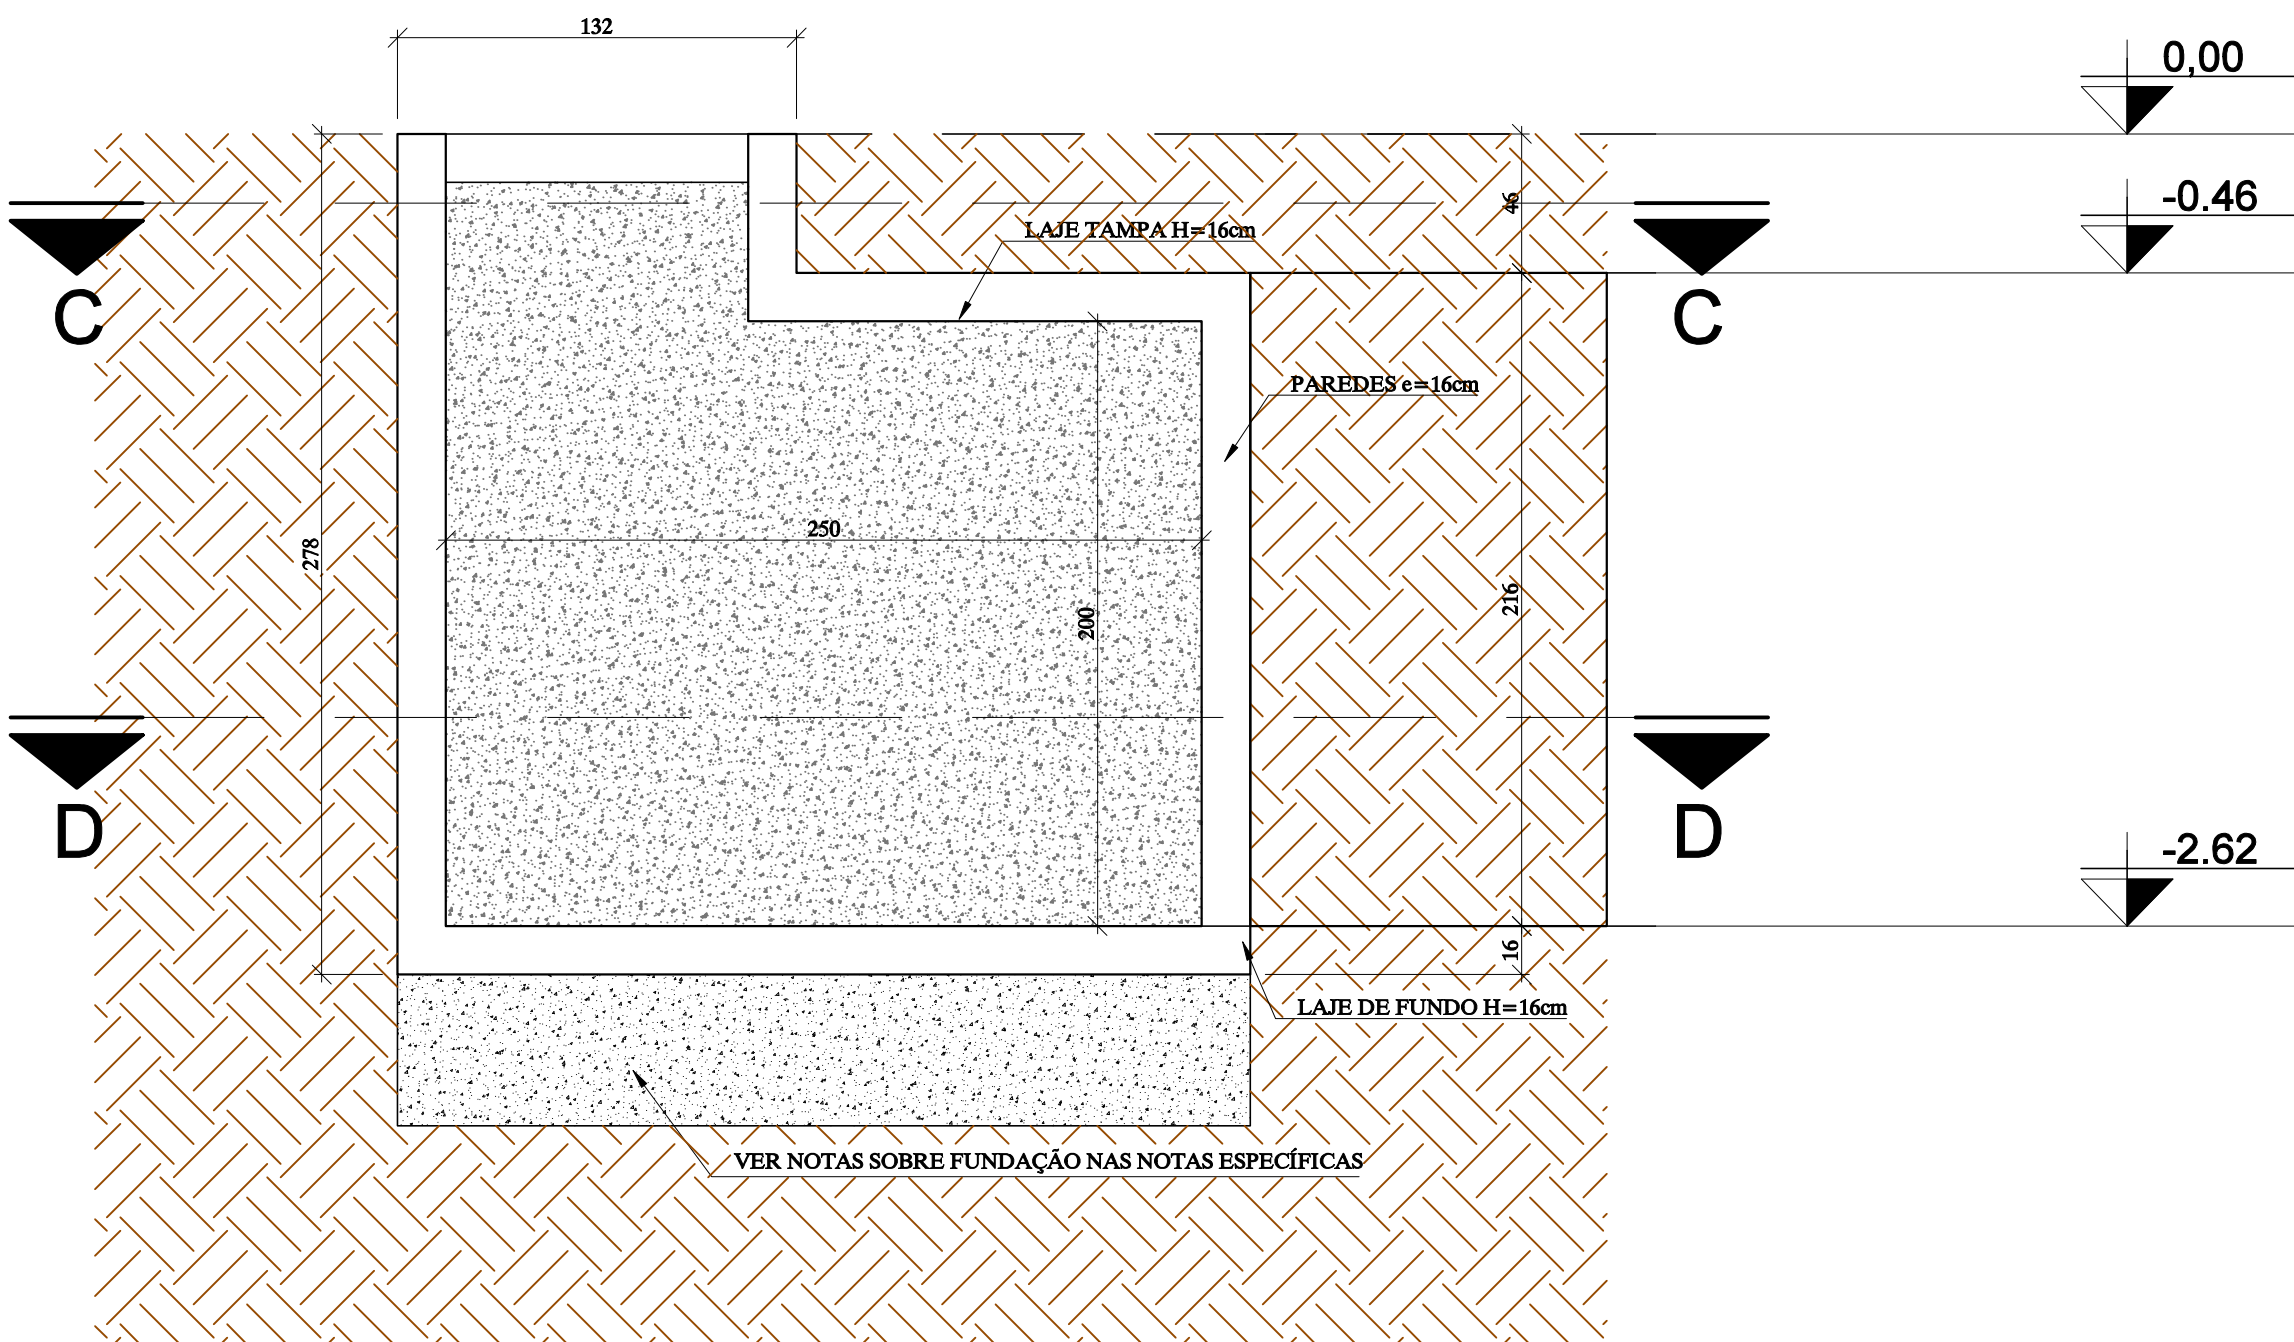 132
0,00
-0.46
46
LAJE TAMPA H=16cm
C
C
PAREDES e=16cm
250
278
216
200
D
D
-2.62
16
LAJE DE FUNDO H=16cm
VER NOTAS SOBRE FUNDAÇÃO NAS NOTAS ESPECÍFICAS